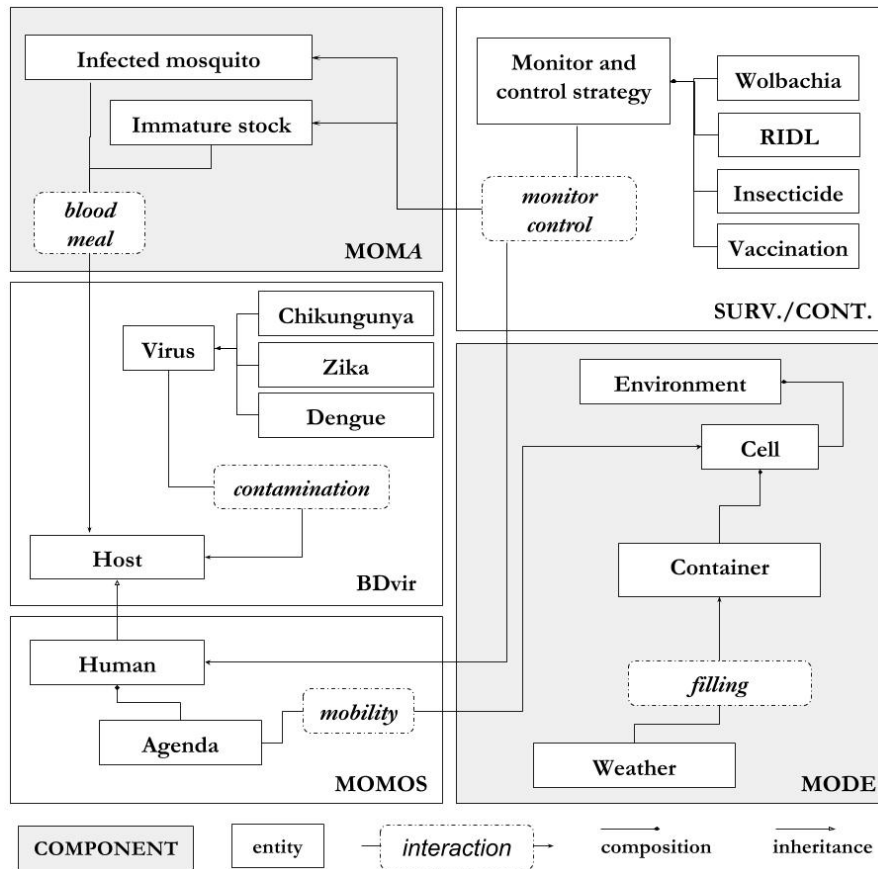 Infected mosquito
Immature stock
blood
meal
MOMA
Monitor and
control strategy
Wolbachia
RIDL
Insecticide
Vaccination
monitor
control
SURV./CONT.
Chikungunya
Virus
Zika
Dengue
contamination
Host
BDvir
Environment
Cell
Container
filling
Weather
MODE
Human
mobility
Agenda
MOMOS
COMPONENT
entity
interaction
composition
inheritance